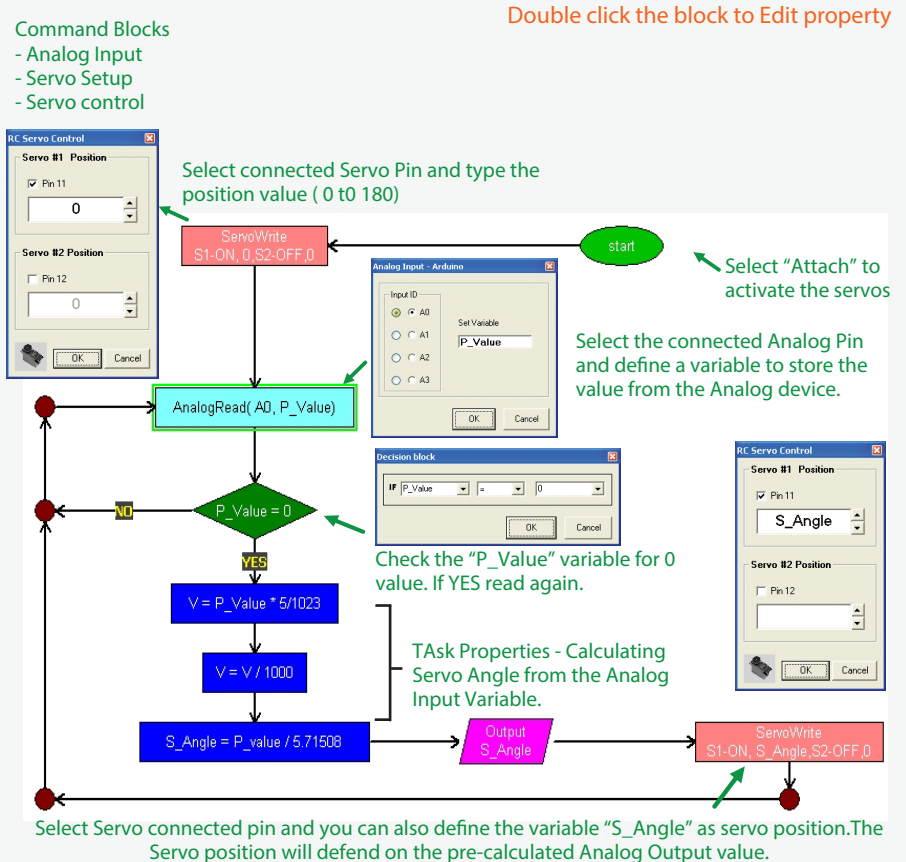 Double click the block to Edit property
Command Blocks
- Analog Input
- Servo Setup
- Servo control
RC Servo Control
Servo #1 Position
Pin 11
0
Servo #2 Position
Pin 12
0
OK
Cancel
Select connected Servo Pin and type the
position value ( 0 t0 180)
ServoWrite
S1-ON, 0,S2-OFF,0
start
Select “Attach” to
activate the servos
Analog Input - Arduino
Input ID
A0
A1
A2
A3
Set Variable
P_Value
OK
Cancel
Select the connected Analog Pin
and define a variable to store the
value from the Analog device.
AnalogRead( A0, P_Value)
Decision block
IF P_Value = 0
OK
Cancel
P_Value = 0
NO
YES
Check the “P_Value” variable for 0
value. If YES read again.
RC Servo Control
Servo #1 Position
Pin 11
S_Angle
Servo #2 Position
Pin 12
OK
Cancel
V = P_Value * 5/1023
V = V / 1000
S_Angle = P_value / 5.71508
TAsk Properties - Calculating
Servo Angle from the Analog
Input Variable.
Output
S_Angle
ServoWrite
S1-ON, S_Angle,S2-OFF,0
Select Servo connected pin and you can also define the variable “S_Angle” as servo position.The
Servo position will defend on the pre-calculated Analog Output value.